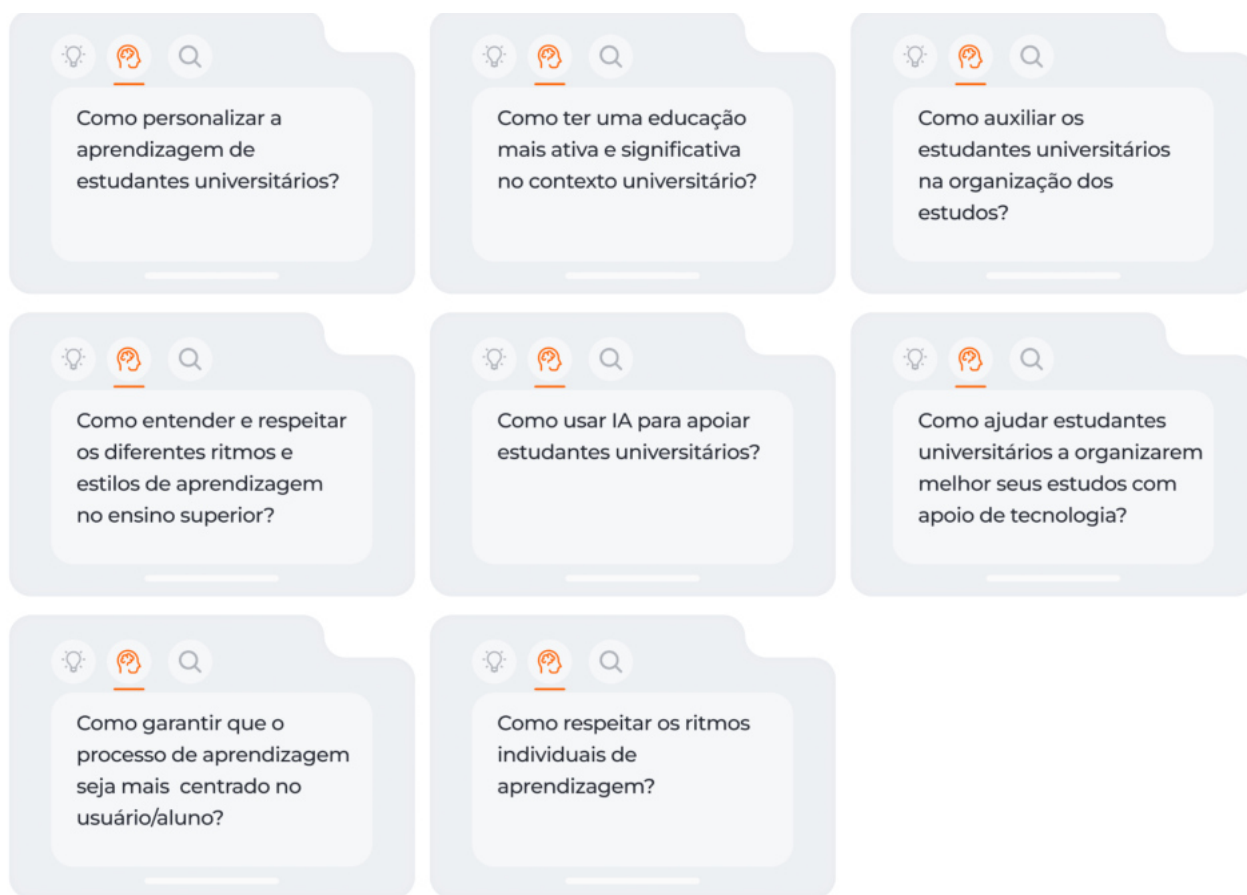 Como personalizar a
aprendizagem de
estudantes universitários?
Como ter uma educação
mais ativa e significativa
no contexto universitário?
Como auxiliar os
estudantes universitários
na organização dos
estudos?
Como entender e respeitar
os diferentes ritmos e
estilos de aprendizagem
no ensino superior?
Como usar IA para apoiar
estudantes universitários?
Como ajudar estudantes
universitários a organizarem
melhor seus estudos com
apoio de tecnologia?
Como garantir que o
processo de aprendizagem
seja mais  centrado no
usuário/aluno?
Como respeitar os ritmos
individuais de
aprendizagem?